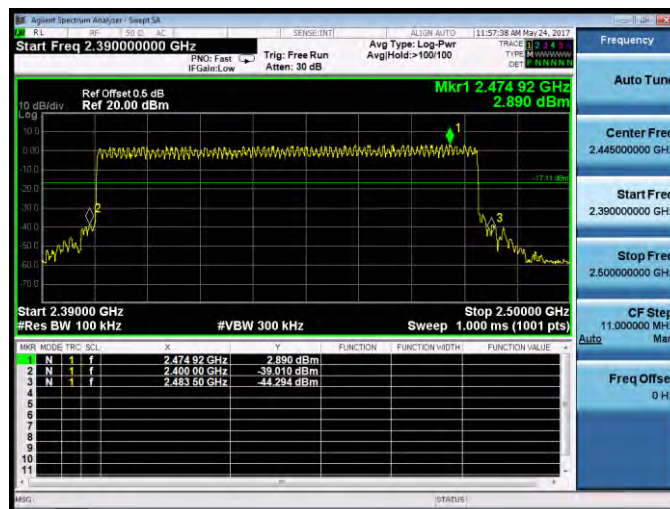 Agilent Spectrum Analyzer - Swept SA
RL RF 50 Ω AC SENSE:INT ALIGN AUTO 11:57:38 AM May 24, 2017
Start Freq 2.390000000 GHz
PNO: Fast
IFGain:Low
Trig: Free Run
Atten: 30 dB
Avg Type: Log-Pwr
Avg|Hold:>100/100
TRACE 1 2 3 4 5 6
TYPE M W W W W W
DET P N N N N N
Ref Offset 0.5 dB
Ref 20.00 dBm
10 dB/div
Log
Mkr1 2.474 92 GHz
2.890 dBm
10.0
0.00
-10.0
-20.0
-30.0
-40.0
-50.0
-60.0
-70.0
1
2
3
-17.11 dBm
Start 2.39000 GHz
Stop 2.50000 GHz
#Res BW 100 kHz
#VBW 300 kHz
Sweep 1.000 ms (1001 pts)
MKR MODE TRC SCL X Y FUNCTION FUNCTION WIDTH FUNCTION VALUE
1 N 1 f 2.474 92 GHz 2.890 dBm
2 N 1 f 2.400 00 GHz -39.010 dBm
3 N 1 f 2.483 50 GHz -44.294 dBm
4
5
6
7
8
9
10
11
MSG
STATUS
Frequency
Auto Tune
Center Freq
2.445000000 GHz
Start Freq
2.390000000 GHz
Stop Freq
2.500000000 GHz
CF Step
11.000000 MHz
Auto Man
Freq Offset
0 Hz